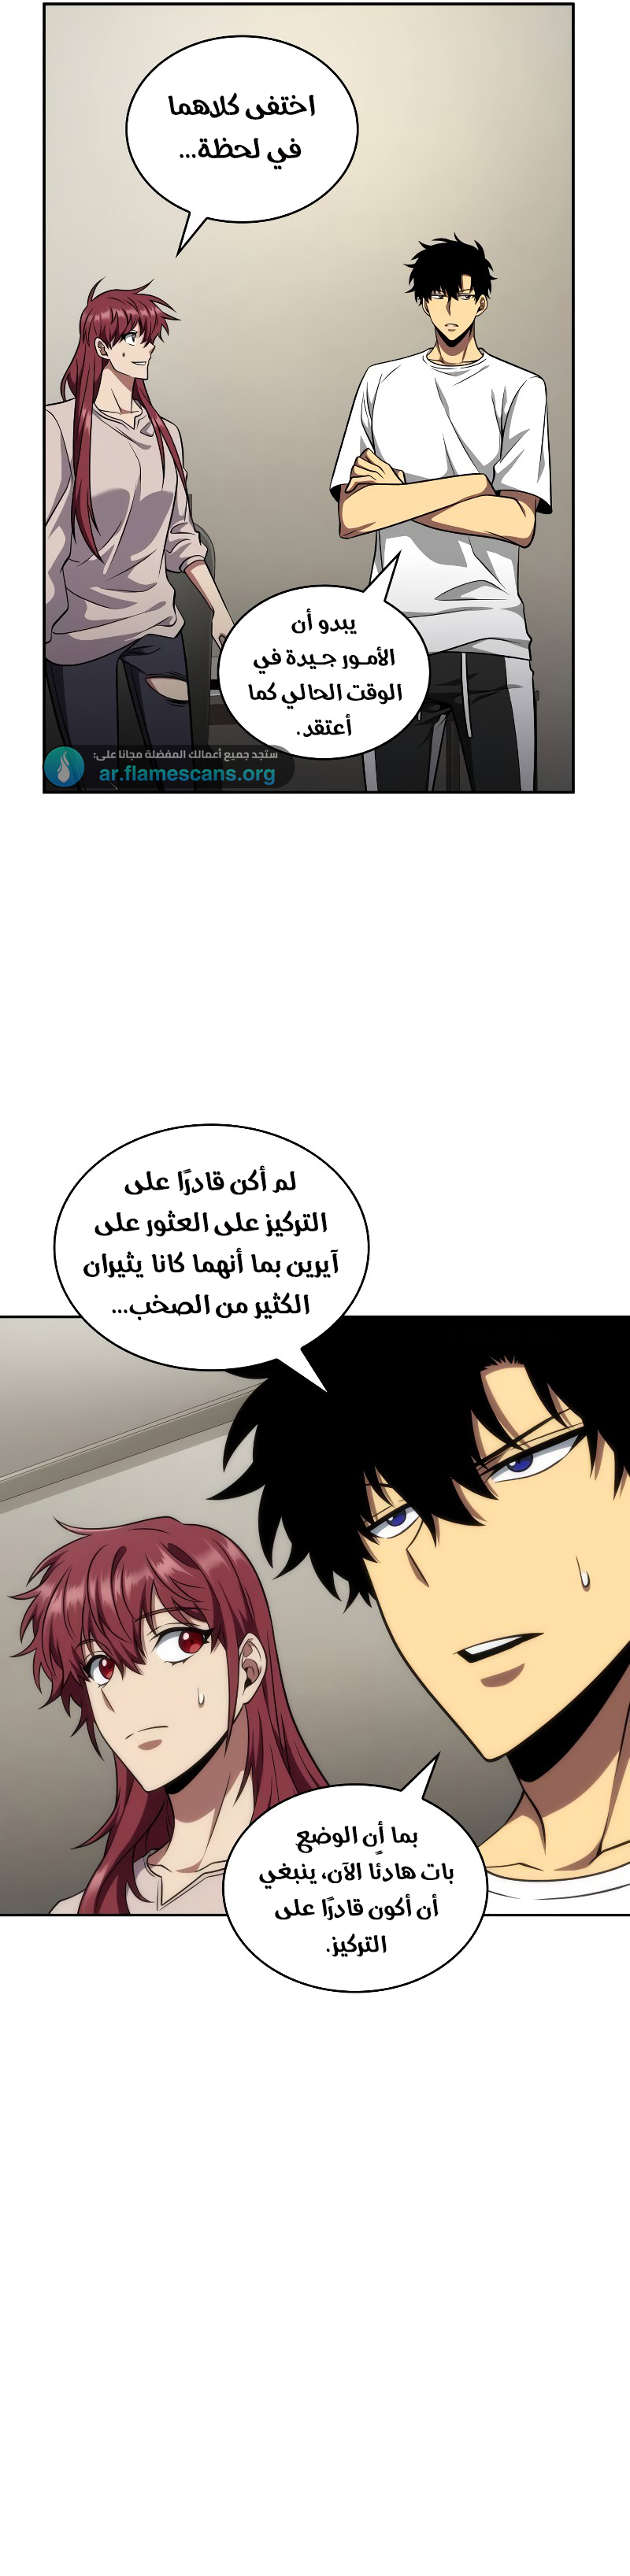 اختفى كلاهما
في لحظة...
يبدو أن
الأمـور جـيدة في
الوقت الحالي كما
أعتقد.
ستجد جميع أعمالك المفضلة مجانا على:
ar.flamescans.org
لم أكن قادرًا على
التركيز على العثور على
آيرين بما أنهما كانا يثيران
الكثير من الصخب...
بما أن الوضع
بات هادئًا الآن، ينبغي
أن أكون قادرًا على
التركيز.